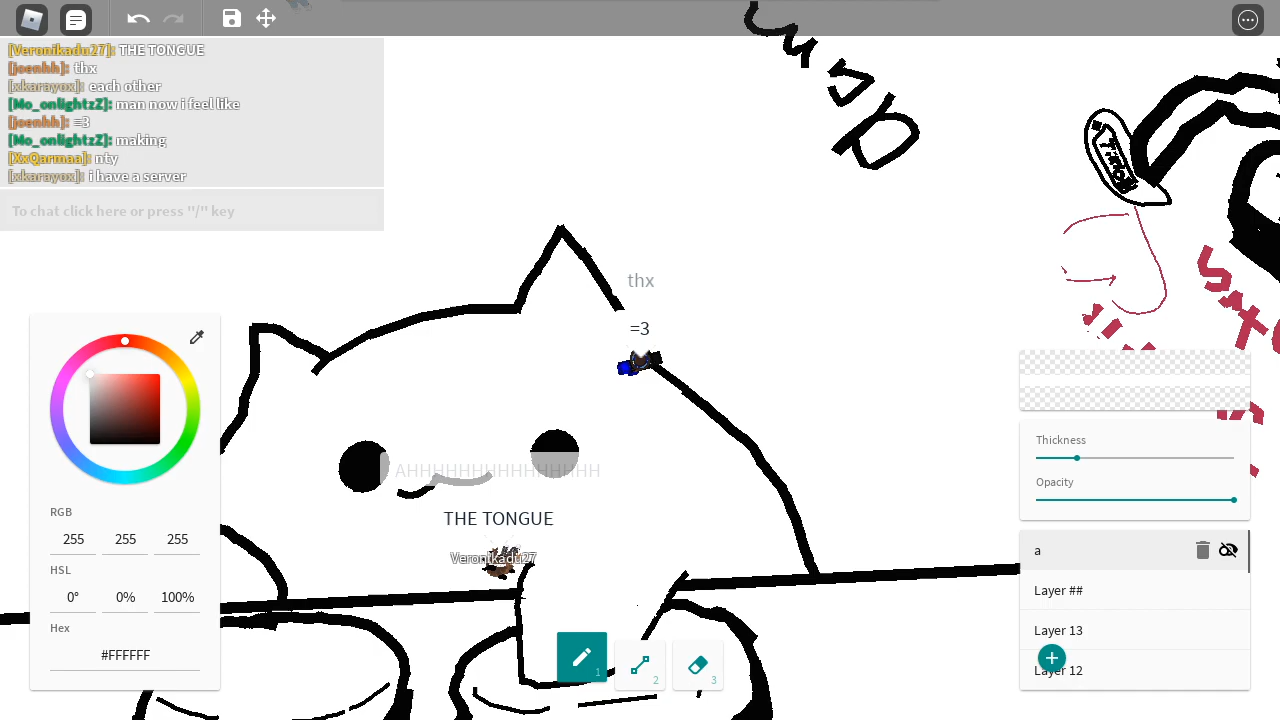 [Veronikadu27]: THE TONGUE
[joenhh]: thx
[xkarayox]: each other
[Mo_onlightzZ]: man now i feel like
[joenhh]: =3
[Mo_onlightzZ]: making
[XxQarmaa]: nty
[xkarayox]: i have a server
To chat click here or press "/" key
thx
=3
AHHHHHHHHHHHHHHH
THE TONGUE
Veronikadu27
RGB
255 255 255
HSL
0° 0% 100%
Hex
#FFFFFF
1 2 3
Thickness
Opacity
a
Layer ##
Layer 13
Layer 12